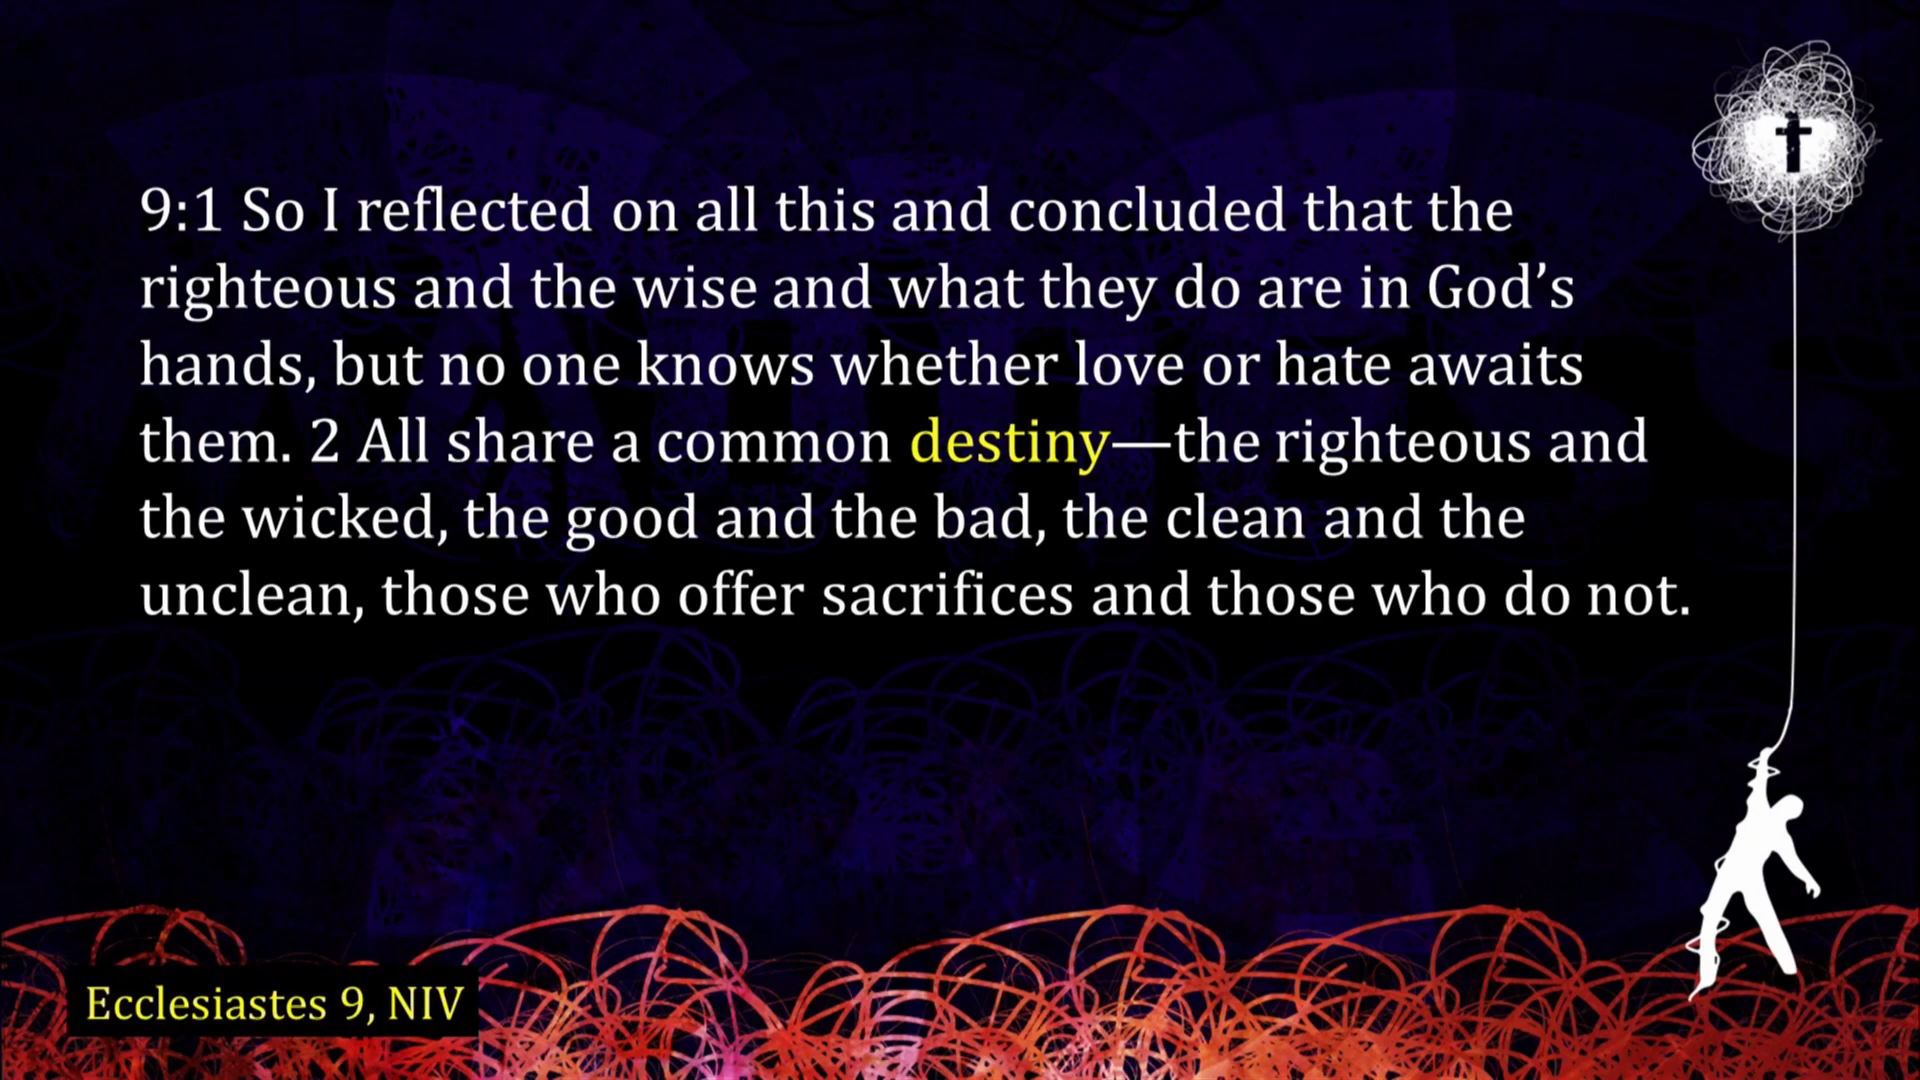 9:1 So I reflected on all this and concluded that the
righteous and the wise and what they do are in God’s
hands, but no one knows whether love or hate awaits
them. 2 All share a common destiny—the righteous and
the wicked, the good and the bad, the clean and the
unclean, those who offer sacrifices and those who do not.
Ecclesiastes 9, NIV